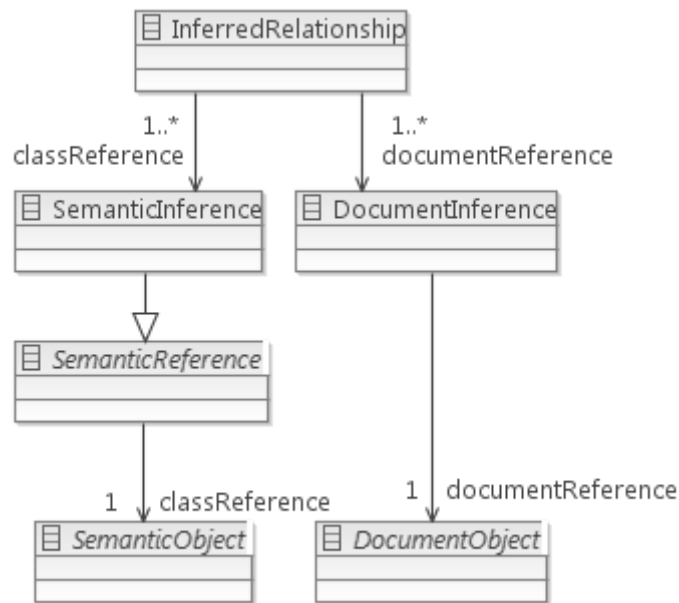 InferredRelationship
1..*
1..*
classReference
documentReference
SemanticInference
DocumentInference
SemanticReference
1 classReference
1 documentReference
SemanticObject
DocumentObject